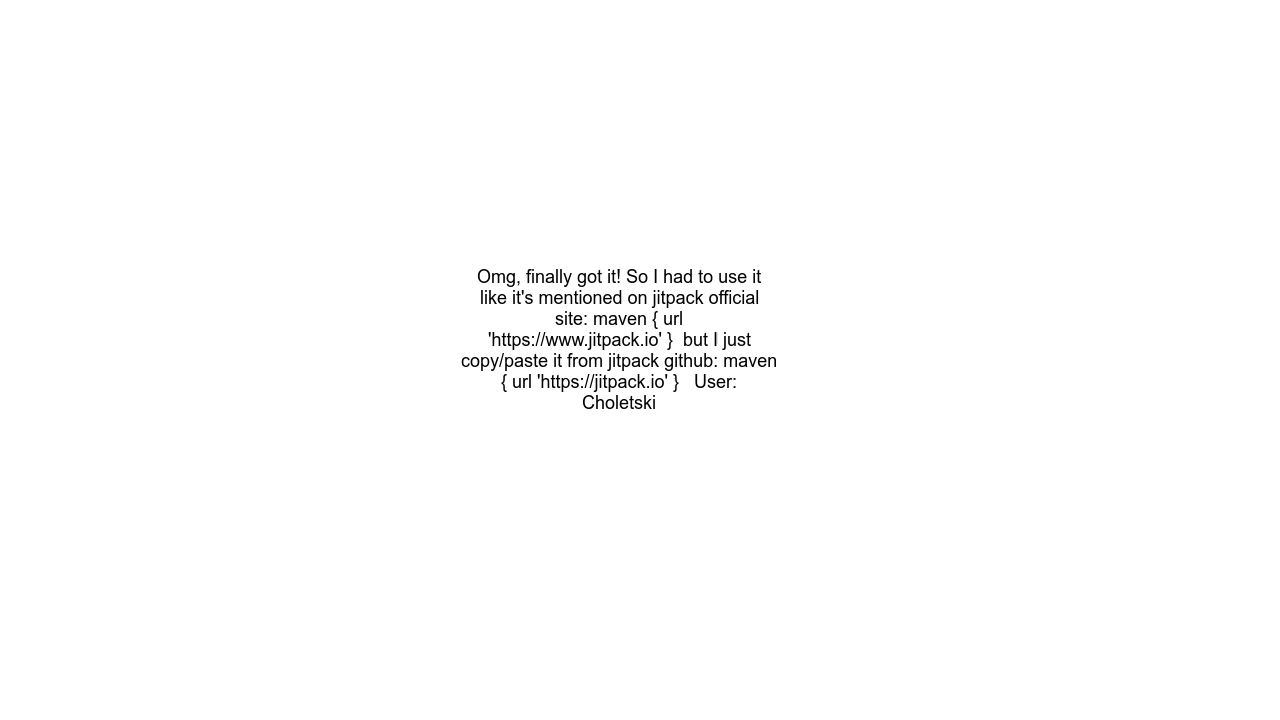 Omg, finally got it! So I had to use it
like it's mentioned on jitpack official
site: maven { url
'https://www.jitpack.io' }  but I just
copy/paste it from jitpack github: maven
{ url 'https://jitpack.io' }   User:
Choletski